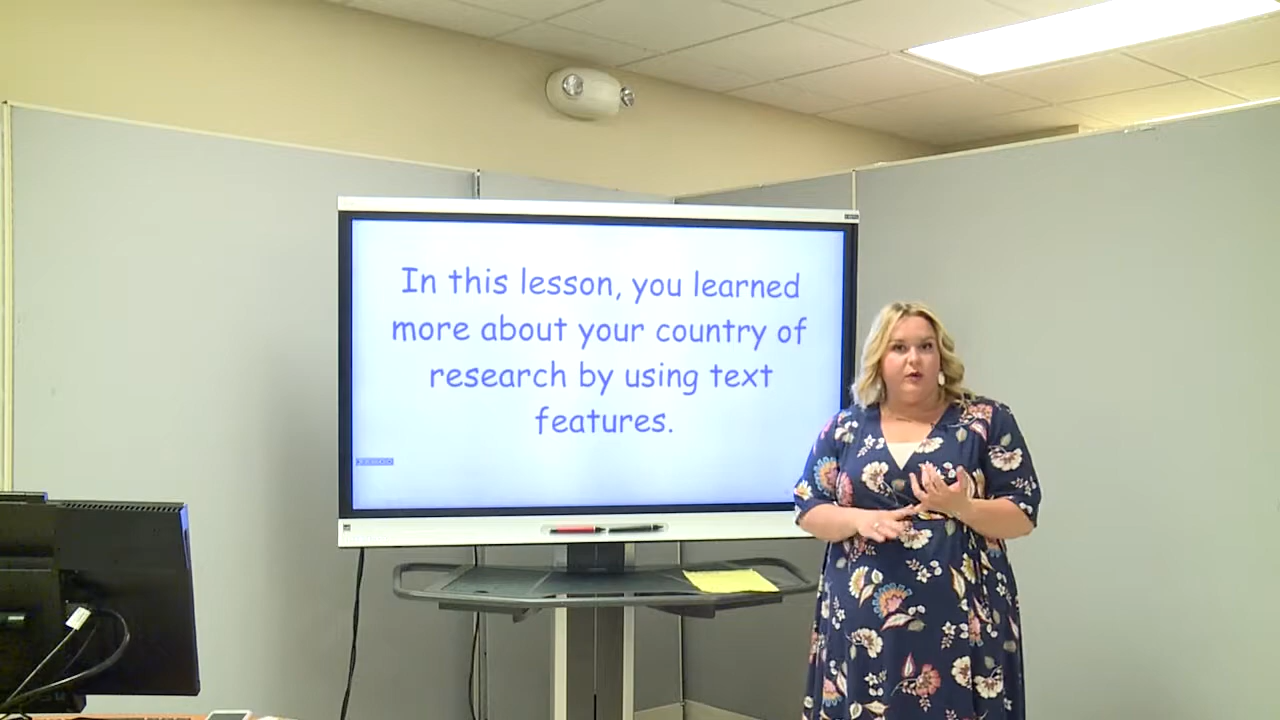 In this lesson, you learned
more about your country of
research by using text
features.